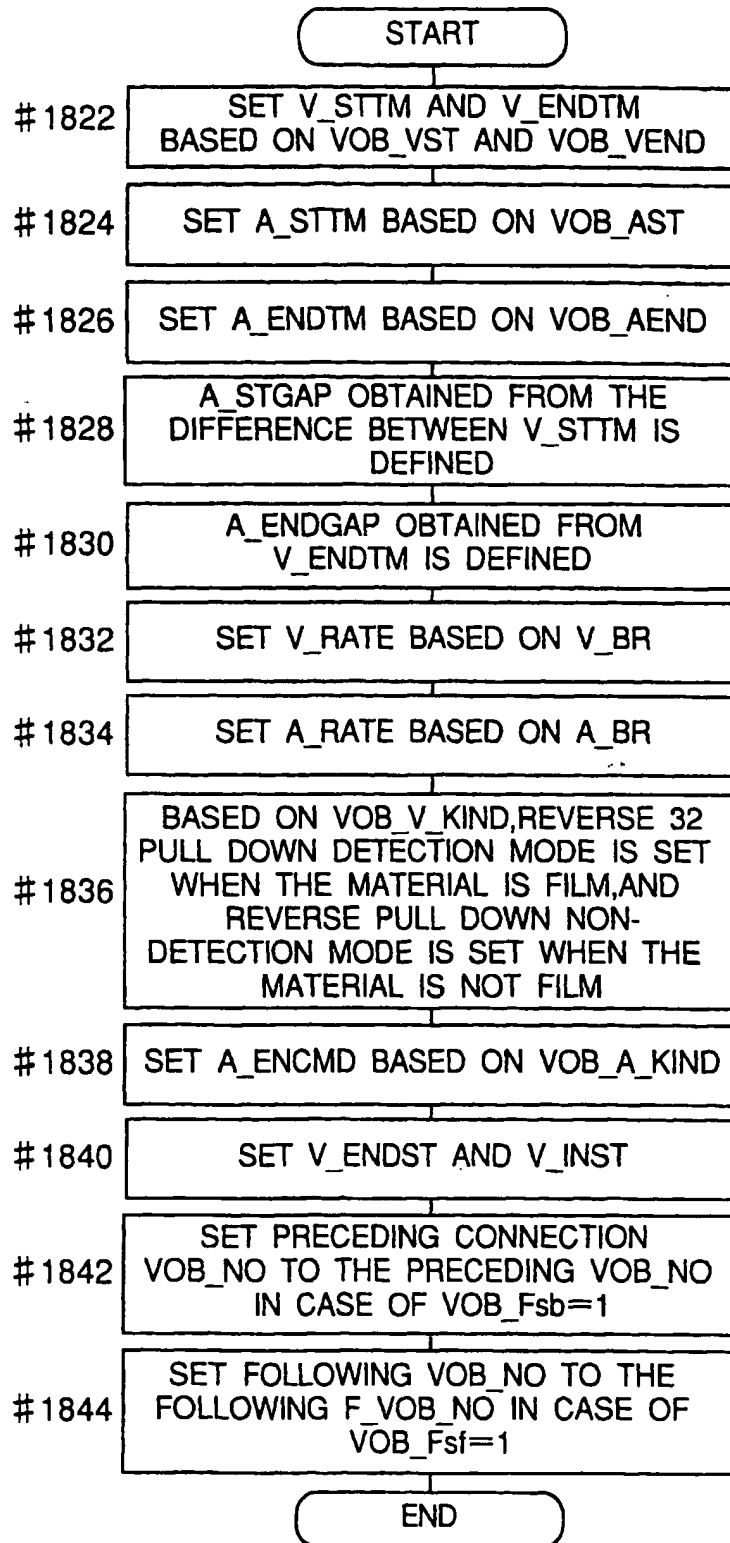 START
#1822
SET V_STTM AND V_ENDTM
BASED ON VOB_VST AND VOB_VEND
#1824
SET A_STTM BASED ON VOB_AST
#1826
SET A_ENDTM BASED ON VOB_AEND
#1828
A_STGAP OBTAINED FROM THE
DIFFERENCE BETWEEN V_STTM IS
DEFINED
#1830
A_ENDGAP OBTAINED FROM
V_ENDTM IS DEFINED
#1832
SET V_RATE BASED ON V_BR
#1834
SET A_RATE BASED ON A_BR
#1836
BASED ON VOB_V_KIND,REVERSE 32
PULL DOWN DETECTION MODE IS SET
WHEN THE MATERIAL IS FILM,AND
REVERSE PULL DOWN NON-
DETECTION MODE IS SET WHEN THE
MATERIAL IS NOT FILM
#1838
SET A_ENCMD BASED ON VOB_A_KIND
#1840
SET V_ENDST AND V_INST
#1842
SET PRECEDING CONNECTION
VOB_NO TO THE PRECEDING VOB_NO
IN CASE OF VOB_Fsb=1
#1844
SET FOLLOWING VOB_NO TO THE
FOLLOWING F_VOB_NO IN CASE OF
VOB_Fsf=1
END